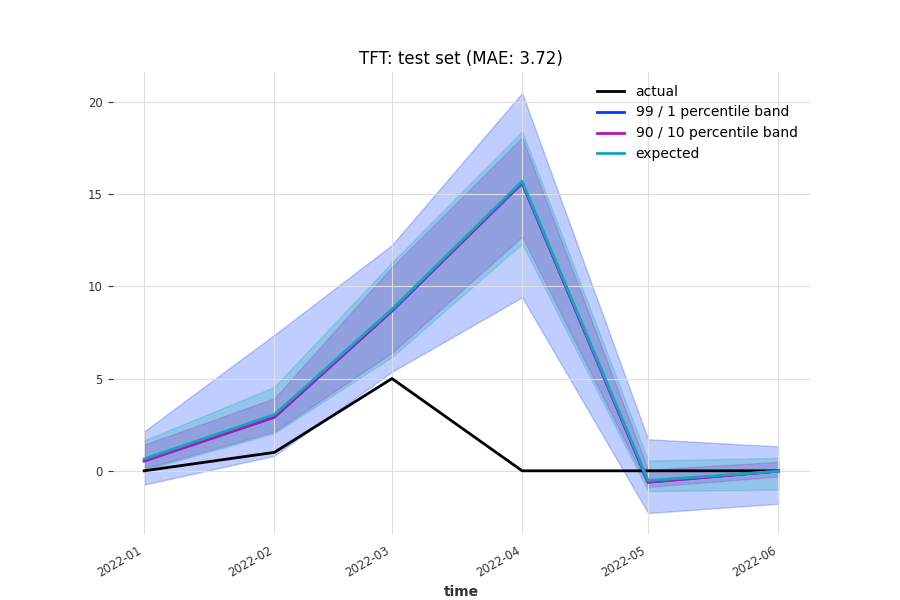 TFT: test set (MAE: 3.72)
actual
99 / 1 percentile band
90 / 10 percentile band
expected
20
15
10
5
0
2022-01
2022-02
2022-03
2022-04
2022-05
2022-06
time